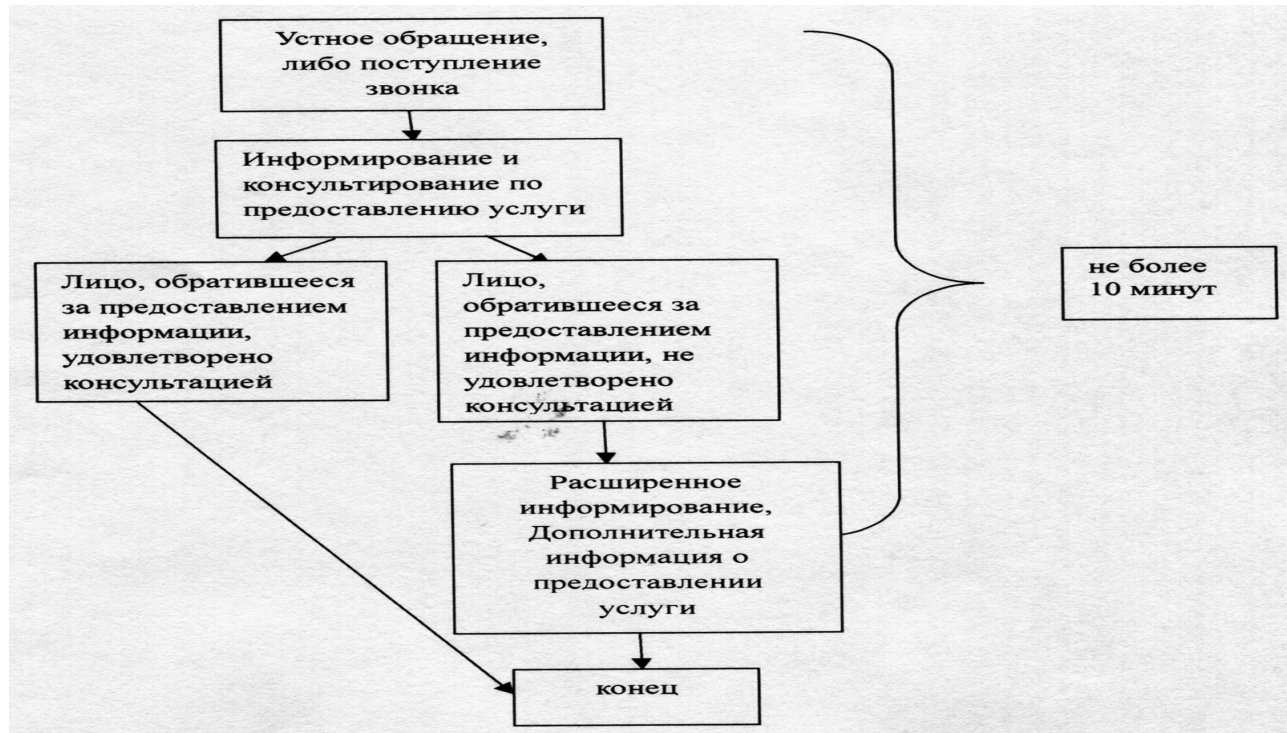 Устное обращение,
либо поступление
звонка
Информирование и
консультирование по
предоставлению услуги
Лицо, обратившееся
за предоставлением
информации,
удовлетворено
консультацией
Лицо,
обратившееся за
предоставлением
информации, не
удовлетворено
консультацией
не более
10 минут
Расширенное
информирование,
Дополнительная
информация о
предоставлении
услуги
конец